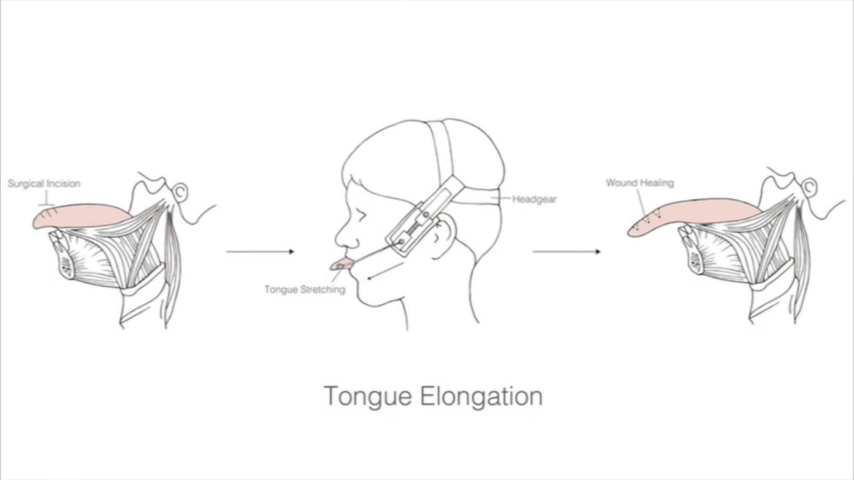 Surgical Incision
Wound Healing
Headgear
Tongue Stretching
Tongue Elongation